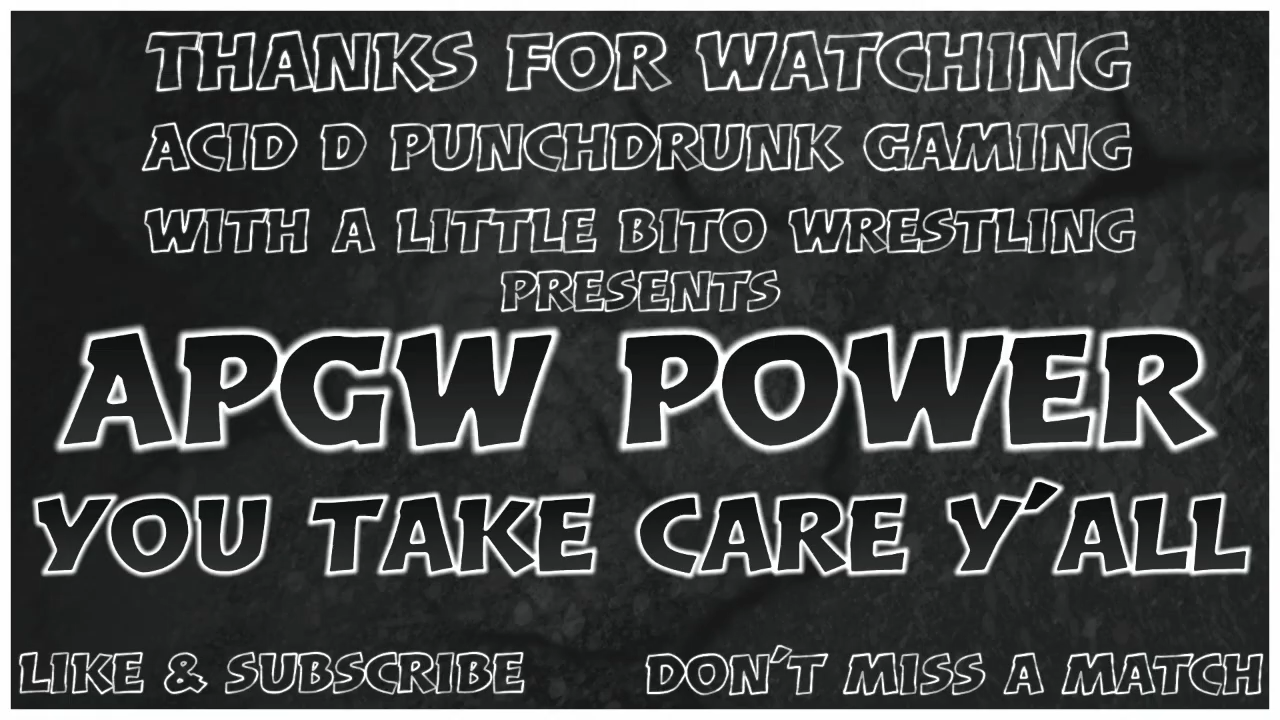 THANKS FOR WATCHING
ACID D PUNCHDRUNK GAMING
WITH A LITTLE BITO WRESTLING
PRESENTS
APGW POWER
YOU TAKE CARE Y'ALL
LIKE & SUBSCRIBE
DON'T MISS A MATCH